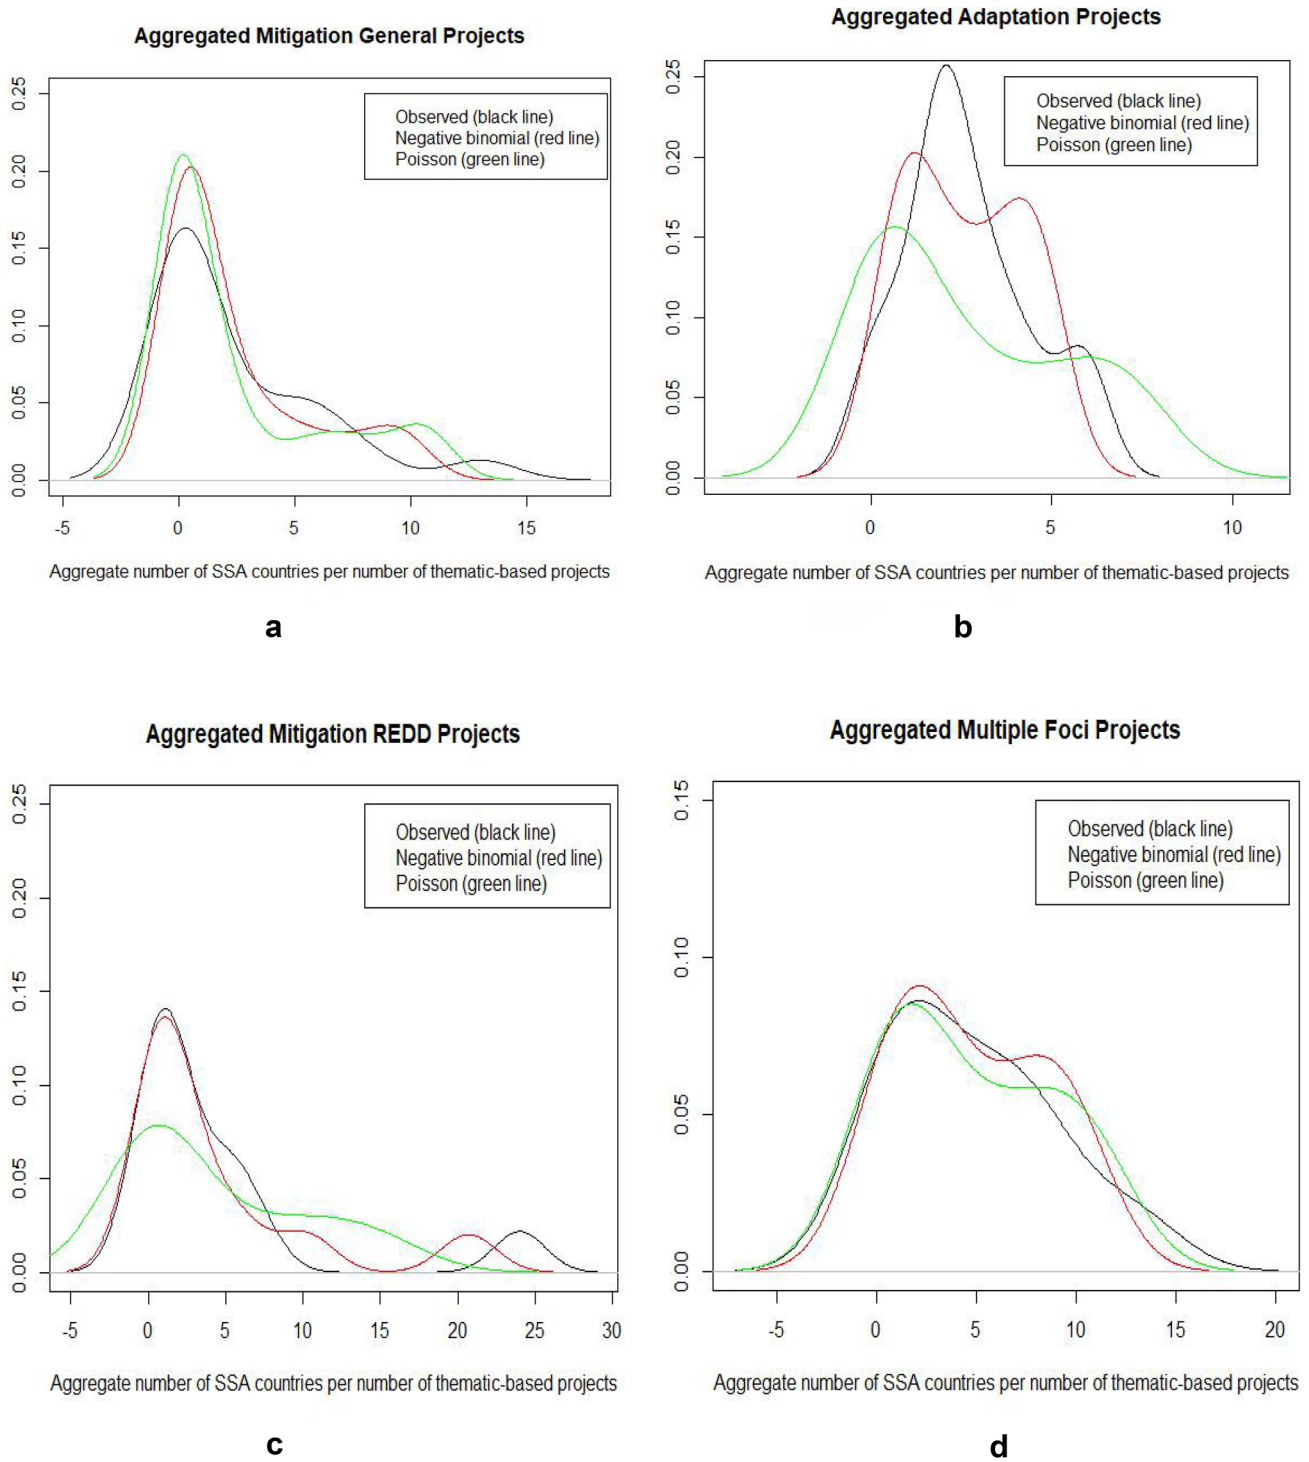 Aggregated Mitigation General Projects
0.00
0.05
0.10
0.15
0.20
0.25
Observed (black line)
Negative binomial (red line)
Poisson (green line)
-5
0
5
10
15
Aggregate number of SSA countries per number of thematic-based projects
a
Aggregated Adaptation Projects
0.00
0.05
0.10
0.15
0.20
0.25
Observed (black line)
Negative binomial (red line)
Poisson (green line)
0
5
10
Aggregate number of SSA countries per number of thematic-based projects
b
Aggregated Mitigation REDD Projects
0.00
0.05
0.10
0.15
0.20
0.25
Observed (black line)
Negative binomial (red line)
Poisson (green line)
-5
0
5
10
15
20
25
30
Aggregate number of SSA countries per number of thematic-based projects
c
Aggregated Multiple Foci Projects
0.00
0.05
0.10
0.15
Observed (black line)
Negative binomial (red line)
Poisson (green line)
-5
0
5
10
15
20
Aggregate number of SSA countries per number of thematic-based projects
d